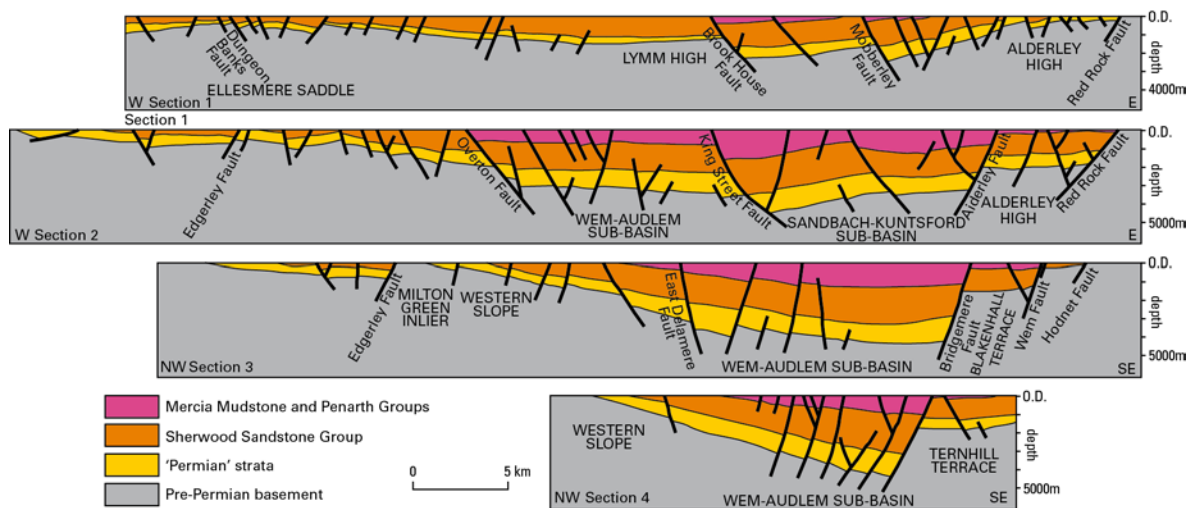 O.D.
Dungeon
Banks
Fault
ELLESMERE SADDLE
LYMM HIGH
Brook House
Fault
Mobberley
Fault
ALDERLEY
HIGH
Red Rock Fault
depth
4000m
W Section 1
E
Section 1
O.D.
Edgerley Fault
Overton Fault
WEM-AUDLEM
SUB-BASIN
King Street Fault
SANDBACH-KUNTSFORD
SUB-BASIN
Alderley Fault
ALDERLEY
HIGH
Red Rock Fault
depth
5000m
W Section 2
E
O.D.
Edgerley Fault
MILTON
GREEN
INLIER
WESTERN
SLOPE
East Delamere
Fault
WEM-AUDLEM SUB-BASIN
Bridgemere
Fault
BLAKENHALL
TERRACE
Wem Fault
Hodnet Fault
depth
5000m
NW Section 3
SE
Mercia Mudstone and Penarth Groups
Sherwood Sandstone Group
'Permian' strata
Pre-Permian basement
0
5 km
O.D.
WESTERN
SLOPE
TERNHILL
TERRACE
depth
5000m
NW Section 4
WEM-AUDLEM SUB-BASIN
SE